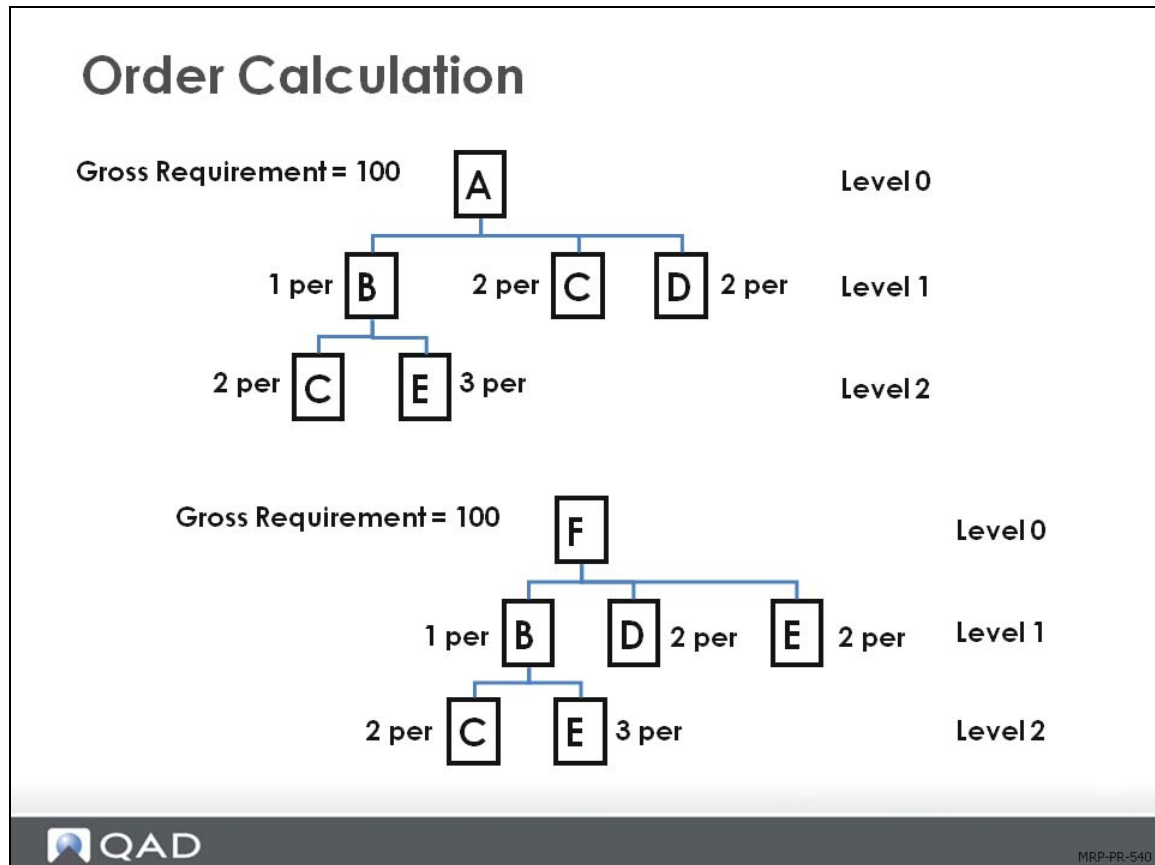 Order Calculation
Gross Requirement = 100 A Level 0
1 per B 2 per C D 2 per Level 1
2 per C E 3 per Level 2
Gross Requirement = 100 F Level 0
1 per B D 2 per E 2 per Level 1
2 per C E 3 per Level 2
QAD
MRP-PR-540